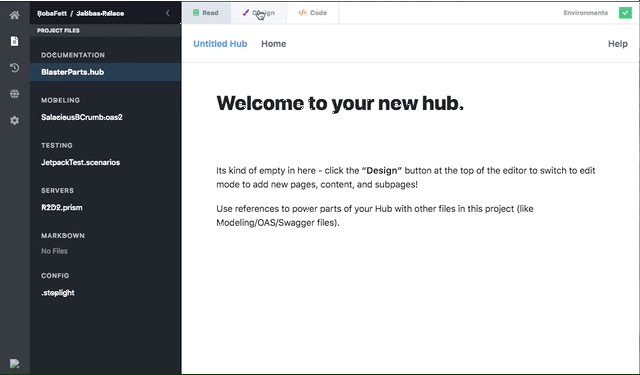 BobaFett / Jabbas-Palace
Read
Design
Code
Environments
PROJECT FILES
Untitled Hub
Home
Help
DOCUMENTATION
BlasterParts.hub
MODELING
SalaciousBCrumb.oas2
TESTING
JetpackTest.scenarios
SERVERS
R2D2.prism
MARKDOWN
No Files
CONFIG
.stoplight
Welcome to your new hub.
Its kind of empty in here - click the “Design” button at the top of the editor to switch to edit
mode to add new pages, content, and subpages!
Use references to power parts of your Hub with other files in this project (like
Modeling/OAS/Swagger files).